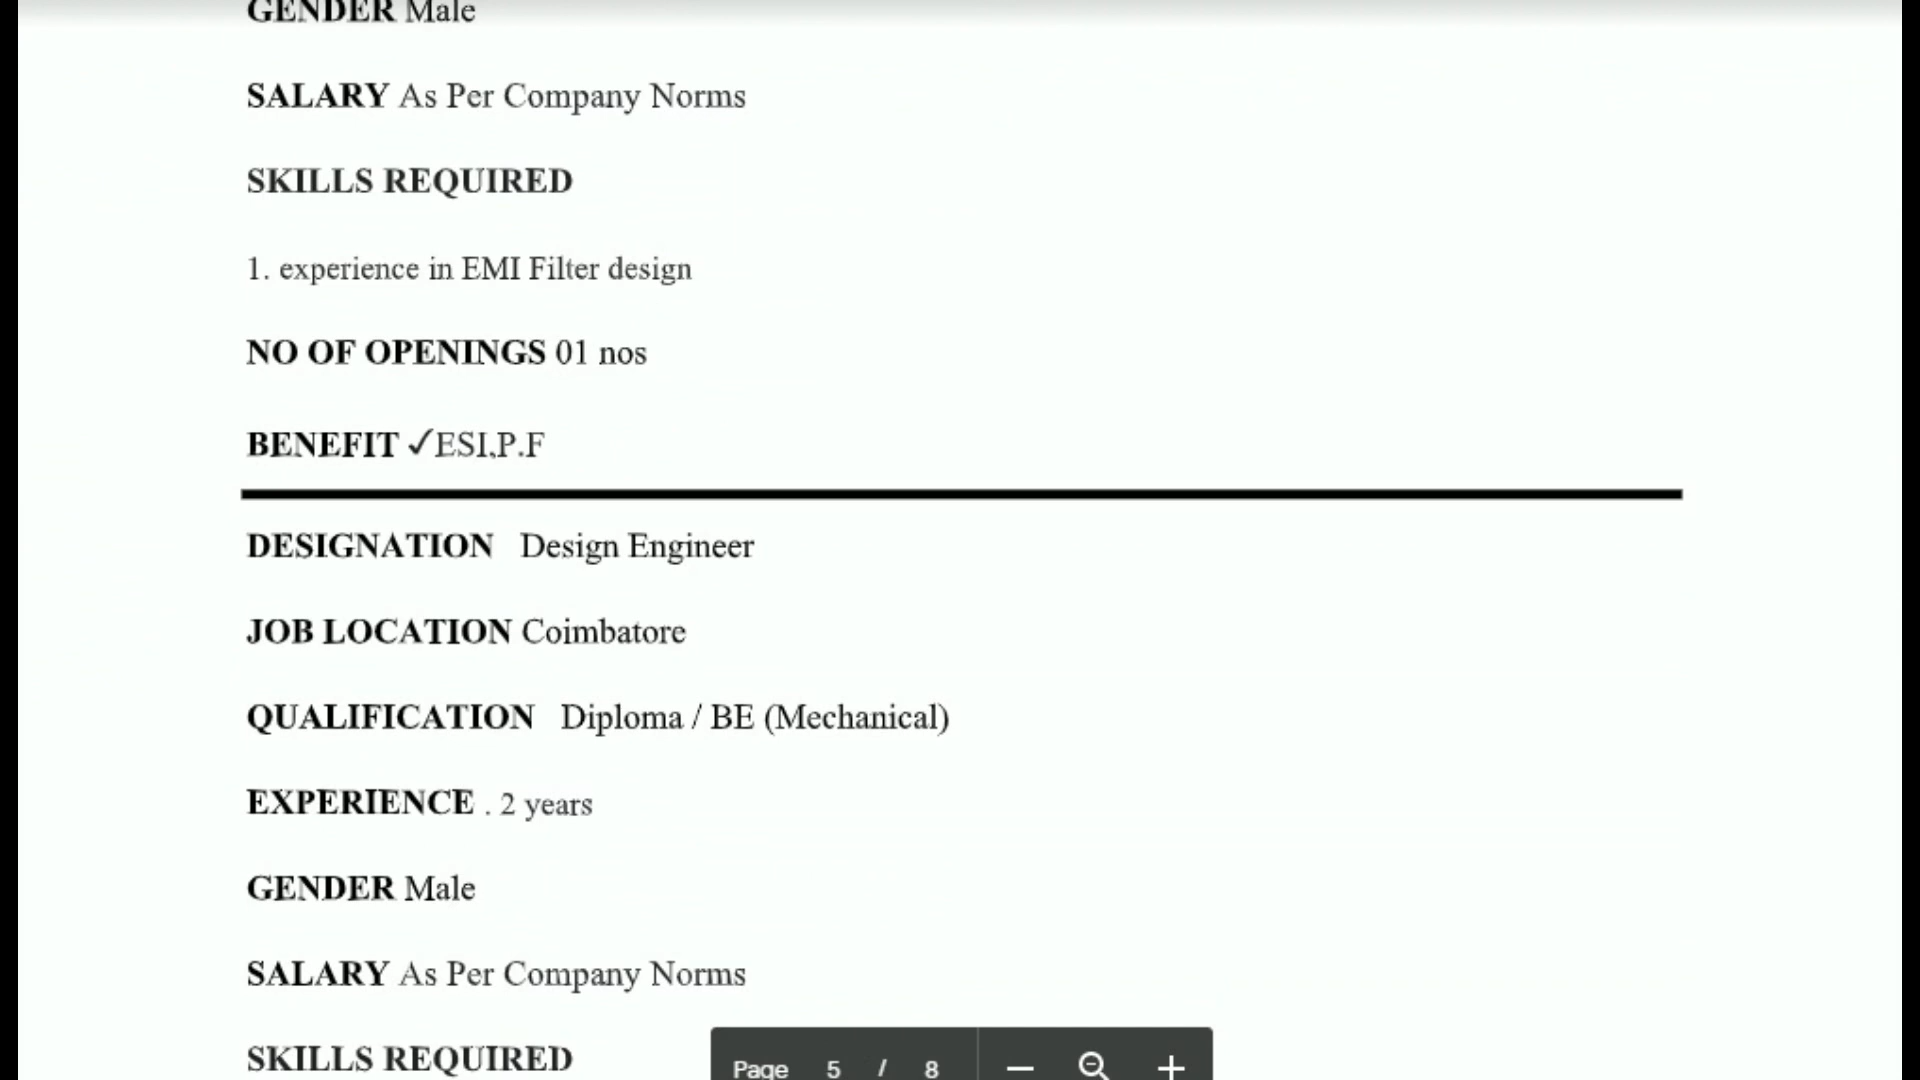 GENDER Male
SALARY As Per Company Norms
SKILLS REQUIRED
1. experience in EMI Filter design
NO OF OPENINGS 01 nos
BENEFIT ✓ESI,P.F
DESIGNATION Design Engineer
JOB LOCATION Coimbatore
QUALIFICATION Diploma / BE (Mechanical)
EXPERIENCE . 2 years
GENDER Male
SALARY As Per Company Norms
SKILLS REQUIRED
Page 5 / 8